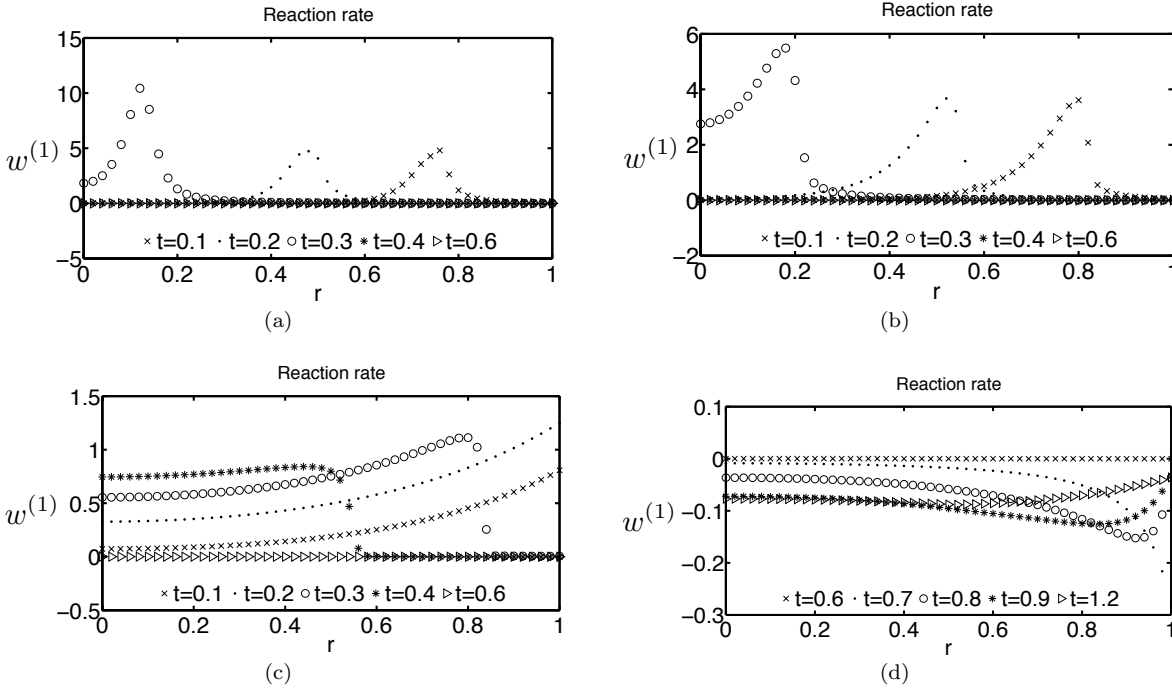 Reaction rate
15
10
5
0
−5
w(1)
0 0.2 0.4 0.6 0.8 1
r
× t=0.1 · t=0.2 ○ t=0.3 * t=0.4 ▷ t=0.6
(a)
Reaction rate
6
4
2
0
−2
w(1)
0 0.2 0.4 0.6 0.8 1
r
× t=0.1 · t=0.2 ○ t=0.3 * t=0.4 ▷ t=0.6
(b)
Reaction rate
1.5
1
0.5
0
−0.5
w(1)
0 0.2 0.4 0.6 0.8 1
r
× t=0.1 · t=0.2 ○ t=0.3 * t=0.4 ▷ t=0.6
(c)
Reaction rate
0.1
0
−0.1
−0.2
−0.3
w(1)
0 0.2 0.4 0.6 0.8 1
r
× t=0.6 · t=0.7 ○ t=0.8 * t=0.9 ▷ t=1.2
(d)